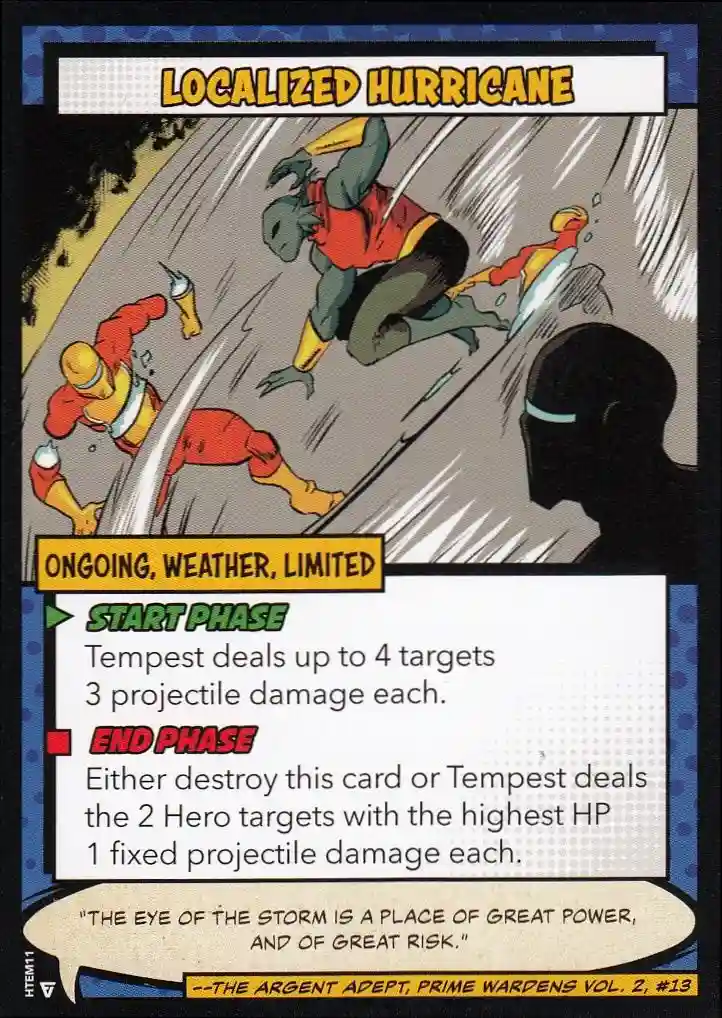 LOCALIZED HURRICANE
ONGOING, WEATHER, LIMITED
START PHASE
Tempest deals up to 4 targets
3 projectile damage each.
END PHASE
Either destroy this card or Tempest deals
the 2 Hero targets with the highest HP
1 fixed projectile damage each.
"THE EYE OF THE STORM IS A PLACE OF GREAT POWER,
AND OF GREAT RISK."
--THE ARGENT ADEPT, PRIME WARDENS VOL. 2, #13
HTEM11